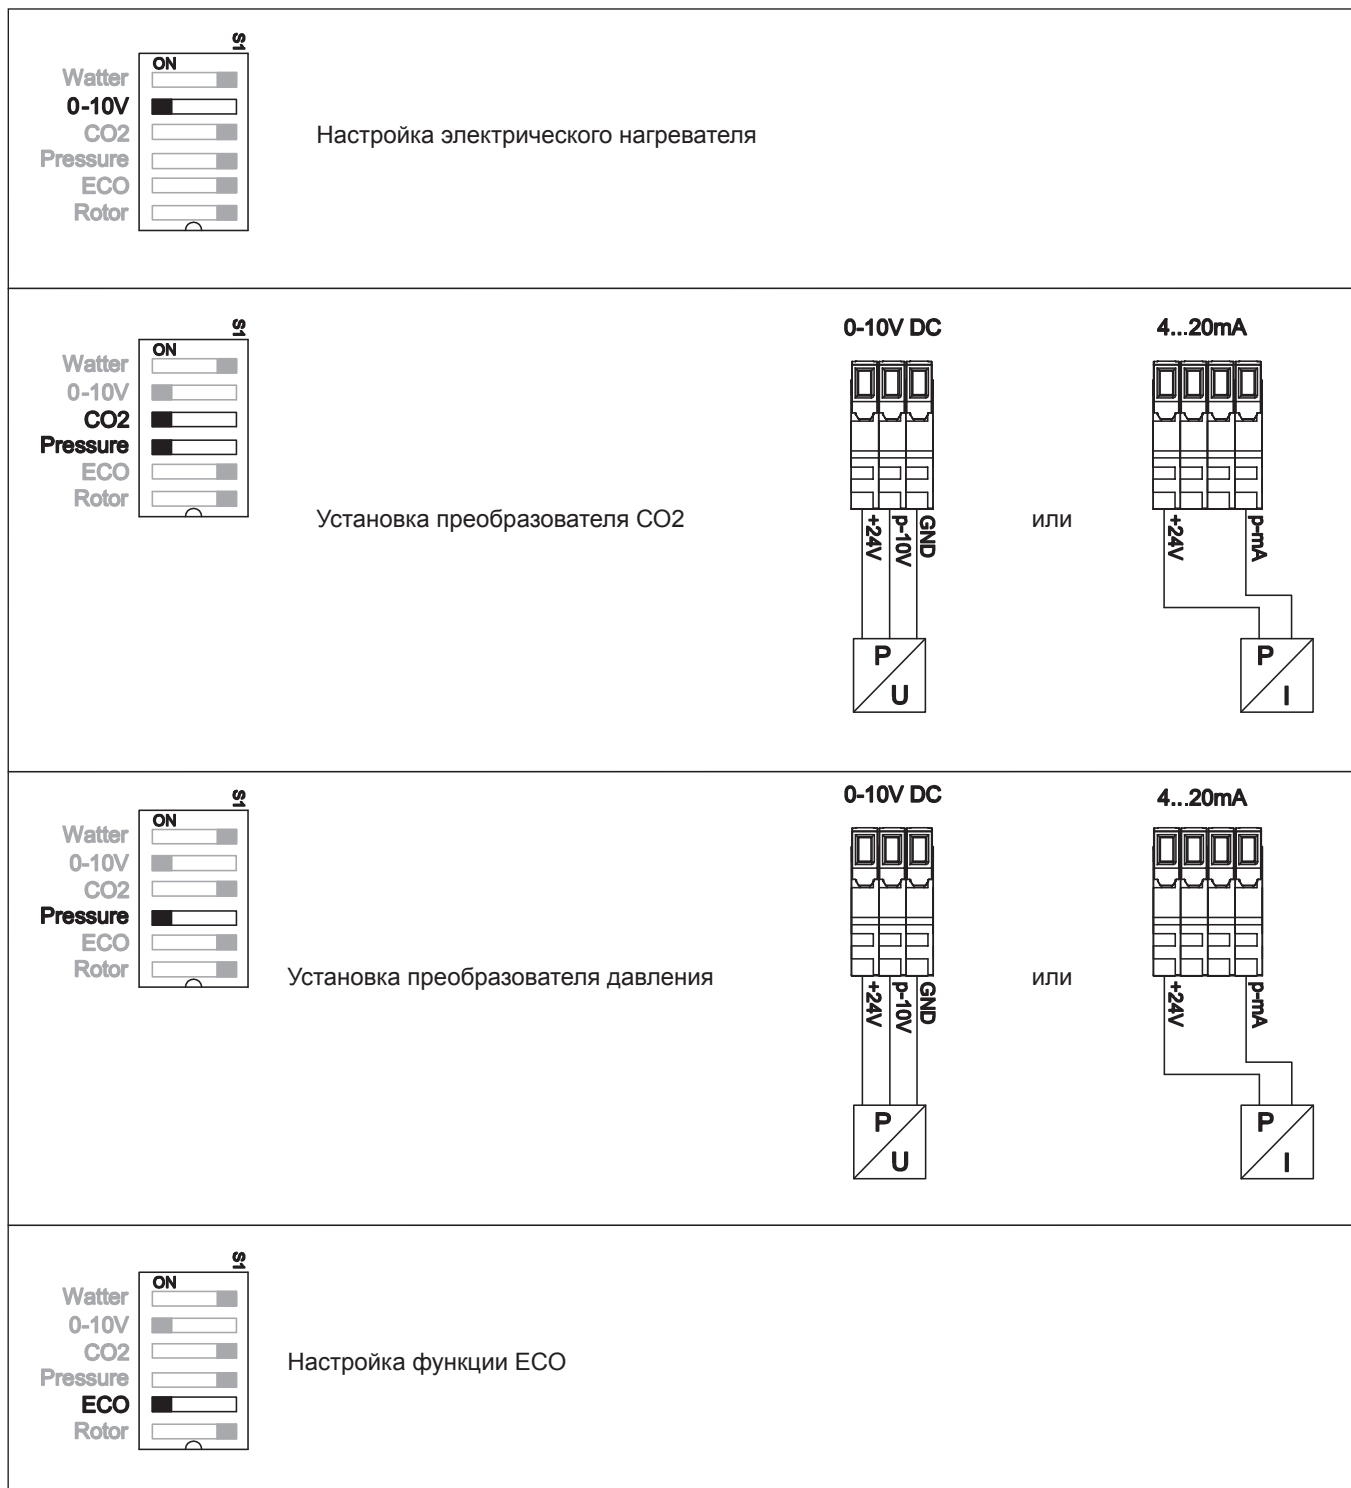 S1
ON
Watter
0-10V
CO2
Pressure
ECO
Rotor
Настройка электрического нагревателя
S1
ON
Watter
0-10V
CO2
Pressure
ECO
Rotor
Установка преобразователя CO2
0-10V DC
+24V
p-10V
GND
P
U
или
4...20mA
+24V
p-mA
P
I
S1
ON
Watter
0-10V
CO2
Pressure
ECO
Rotor
Установка преобразователя давления
0-10V DC
+24V
p-10V
GND
P
U
или
4...20mA
+24V
p-mA
P
I
S1
ON
Watter
0-10V
CO2
Pressure
ECO
Rotor
Настройка функции ECO